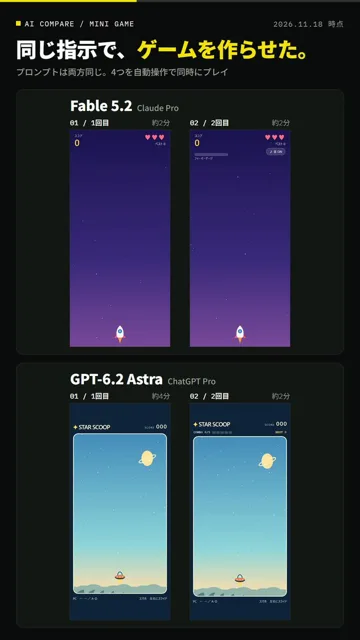 AI COMPARE / MINI GAME
2026.11.18 時点
同じ指示で、ゲームを作らせた。
プロンプトは両方同じ。4つを自動操作で同時にプレイ
Fable 5.2 Claude Pro
01 / 1回目 約2分
02 / 2回目 約2分
0
0
GPT-6.2 Astra ChatGPT Pro
01 / 1回目 約4分
02 / 2回目 約2分
STAR SCOOP 000
STAR SCOOP 000